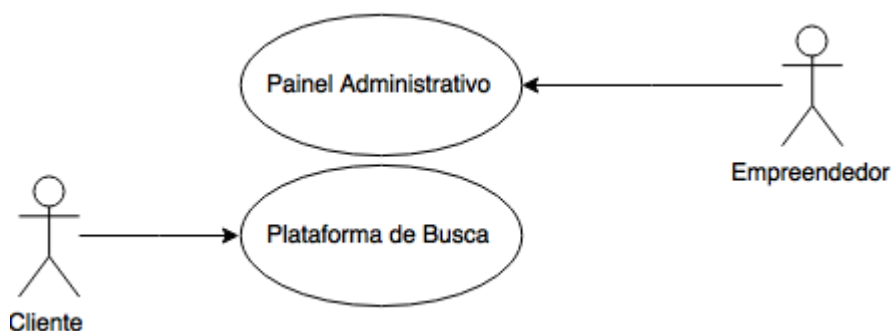 Painel Administrativo
Empreendedor
Plataforma de Busca
Cliente